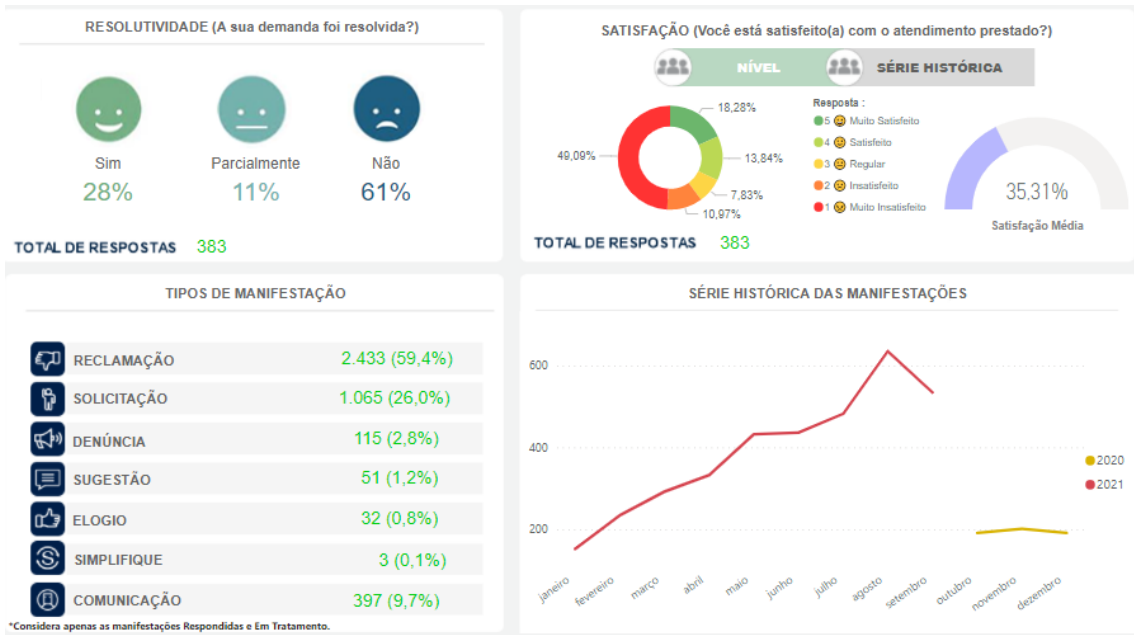 RESOLUTIVIDADE (A sua demanda foi resolvida?)
Sim
Parcialmente
Não
28%
11%
61%
TOTAL DE RESPOSTAS 383
SATISFAÇÃO (Você está satisfeito(a) com o atendimento prestado?)
NÍVEL
SÉRIE HISTÓRICA
18,28%
13,84%
7,83%
10,97%
49,09%
Resposta :
5 Muito Satisfeito
4 Satisfeito
3 Regular
2 Insatisfeito
1 Muito Insatisfeito
35,31%
Satisfação Média
TOTAL DE RESPOSTAS 383
TIPOS DE MANIFESTAÇÃO
RECLAMAÇÃO 2.433 (59,4%)
SOLICITAÇÃO 1.065 (26,0%)
DENÚNCIA 115 (2,8%)
SUGESTÃO 51 (1,2%)
ELOGIO 32 (0,8%)
SIMPLIFIQUE 3 (0,1%)
COMUNICAÇÃO 397 (9,7%)
*Considera apenas as manifestações Respondidas e Em Tratamento.
SÉRIE HISTÓRICA DAS MANIFESTAÇÕES
600
400
200
janeiro
fevereiro
março
abril
maio
junho
julho
agosto
setembro
outubro
novembro
dezembro
2020
2021